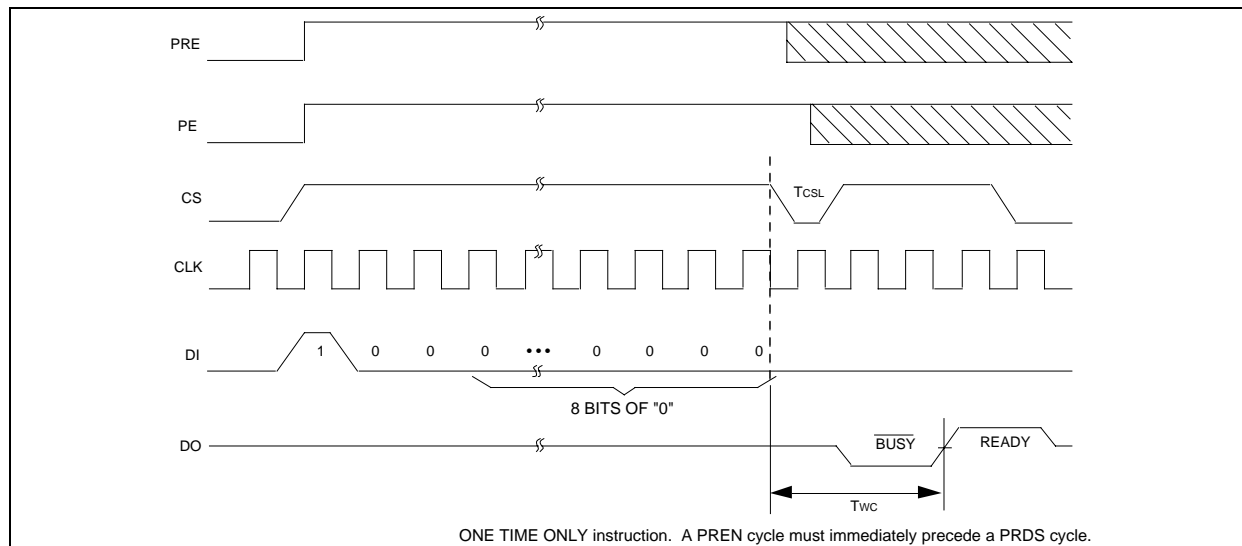 PRE
PE
CS
TCSL
CLK
DI
1 0 0 0 ••• 0 0 0 0
8 BITS OF "0"
DO
BUSY
READY
TWC
ONE TIME ONLY instruction. A PREN cycle must immediately precede a PRDS cycle.